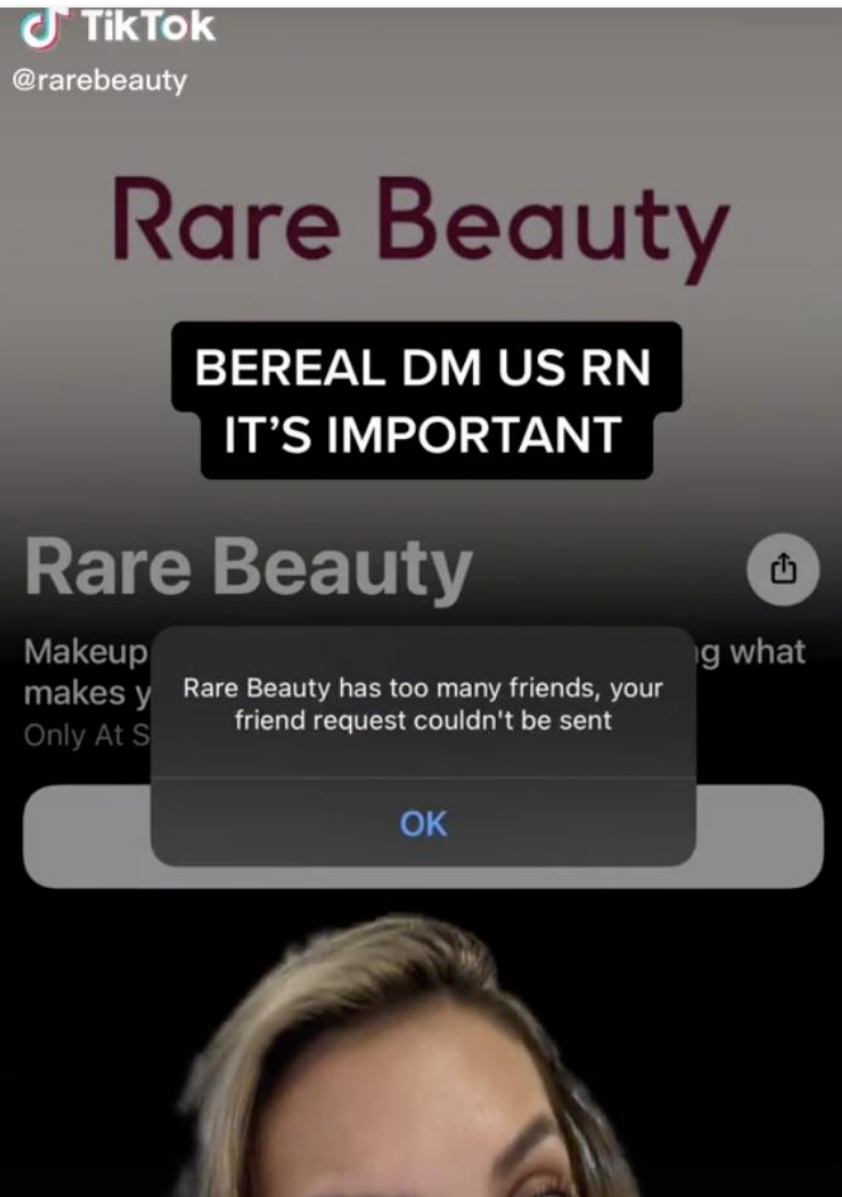 TikTok
@rarebeauty
Rare Beauty
BEREAL DM US RN
IT'S IMPORTANT
Rare Beauty
Makeup g what
makes y
Only At S
Rare Beauty has too many friends, your
friend request couldn't be sent
OK